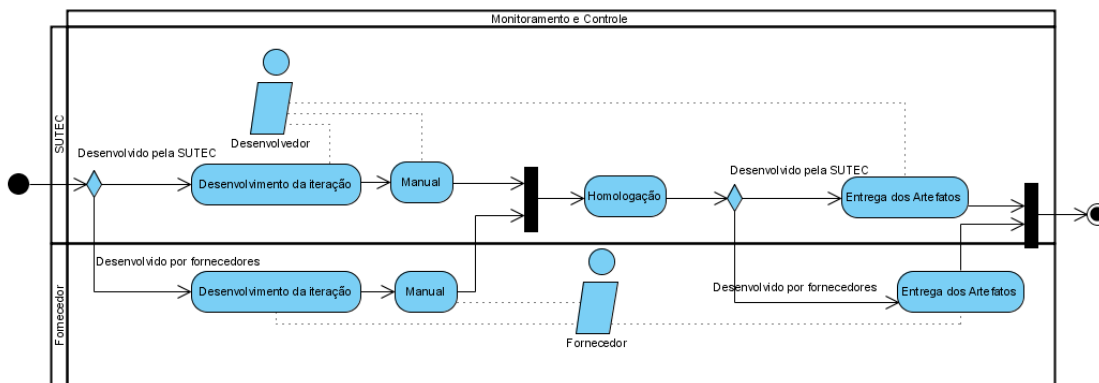 Monitoramento e Controle
SUTEC
Desenvolvedor
Desenvolvido pela SUTEC
Desenvolvimento da iteração
Manual
Homologação
Desenvolvido pela SUTEC
Entrega dos Artefatos
Fornecedor
Desenvolvido por fornecedores
Desenvolvimento da iteração
Manual
Fornecedor
Desenvolvido por fornecedores
Entrega dos Artefatos